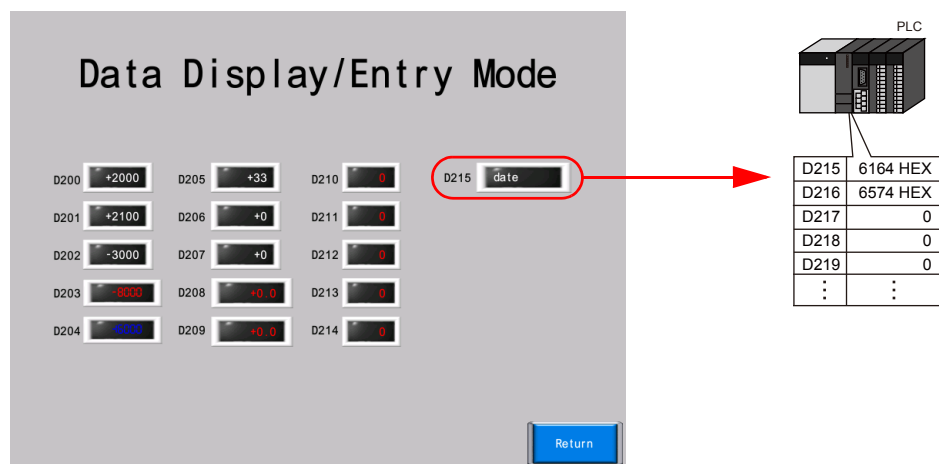 PLC
Data Display/Entry Mode
D200 +2000 D205 +33 D210 0 D215 date
D201 +2100 D206 +0 D211 0
D202 -3000 D207 +0 D212 0
D203 -8000 D208 +0.0 D213 0
D204 D209 +0.0 D214 0
Return
D215 6164 HEX
D216 6574 HEX
D217 0
D218 0
D219 0
⋮ ⋮